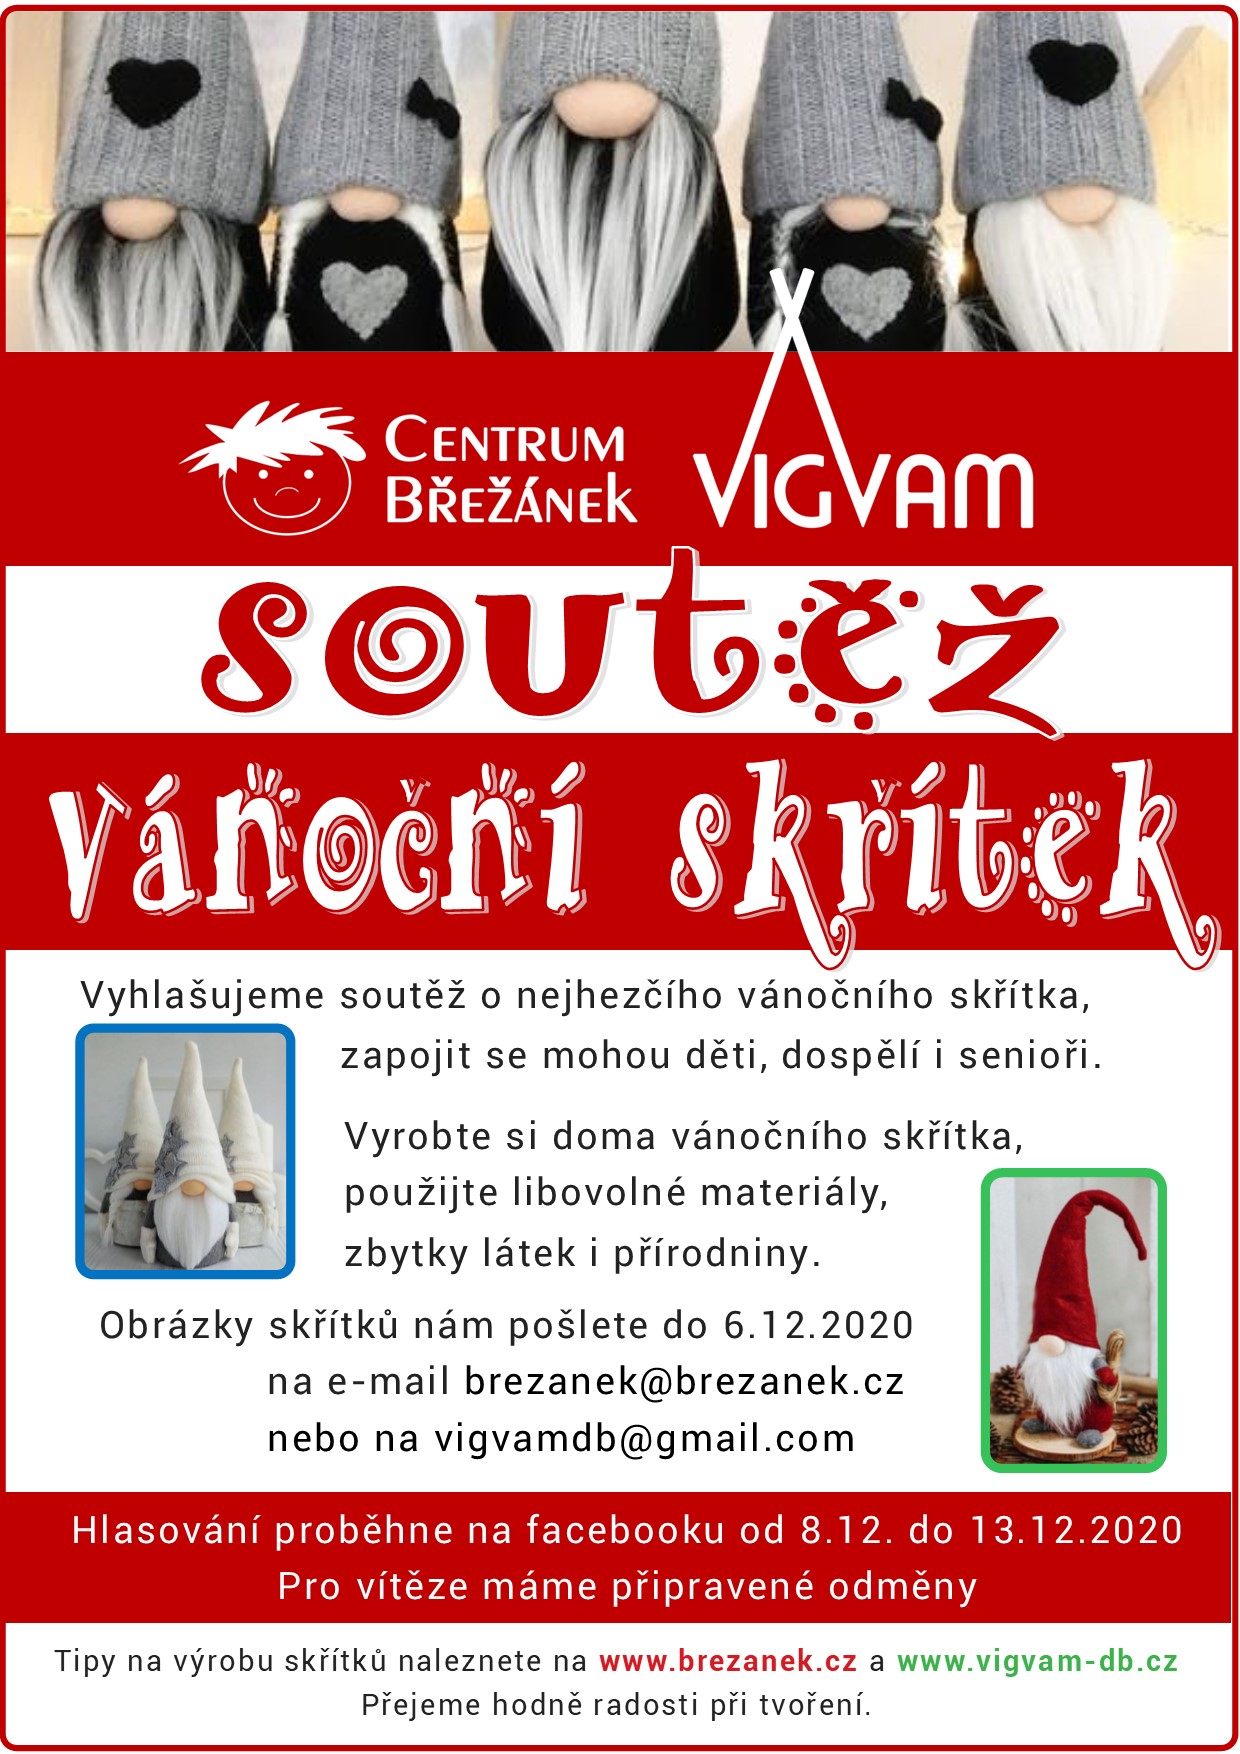 CENTRUM
BŘEŽÁNEK
VIGVAM
soutěž
vánoční skřítek
Vyhlašujeme soutěž o nejhezčího vánočního skřítka,
zapojit se mohou děti, dospělí i senioři.
Vyrobte si doma vánočního skřítka,
použijte libovolné materiály,
zbytky látek i přírodniny.
Obrázky skřítků nám pošlete do 6.12.2020
na e-mail brezanek@brezanek.cz
nebo na vigvamdb@gmail.com
Hlasování proběhne na facebooku od 8.12. do 13.12.2020
Pro vítěze máme připravené odměny
Tipy na výrobu skřítků naleznete na www.brezanek.cz a www.vigvam-db.cz
Přejeme hodně radosti při tvoření.